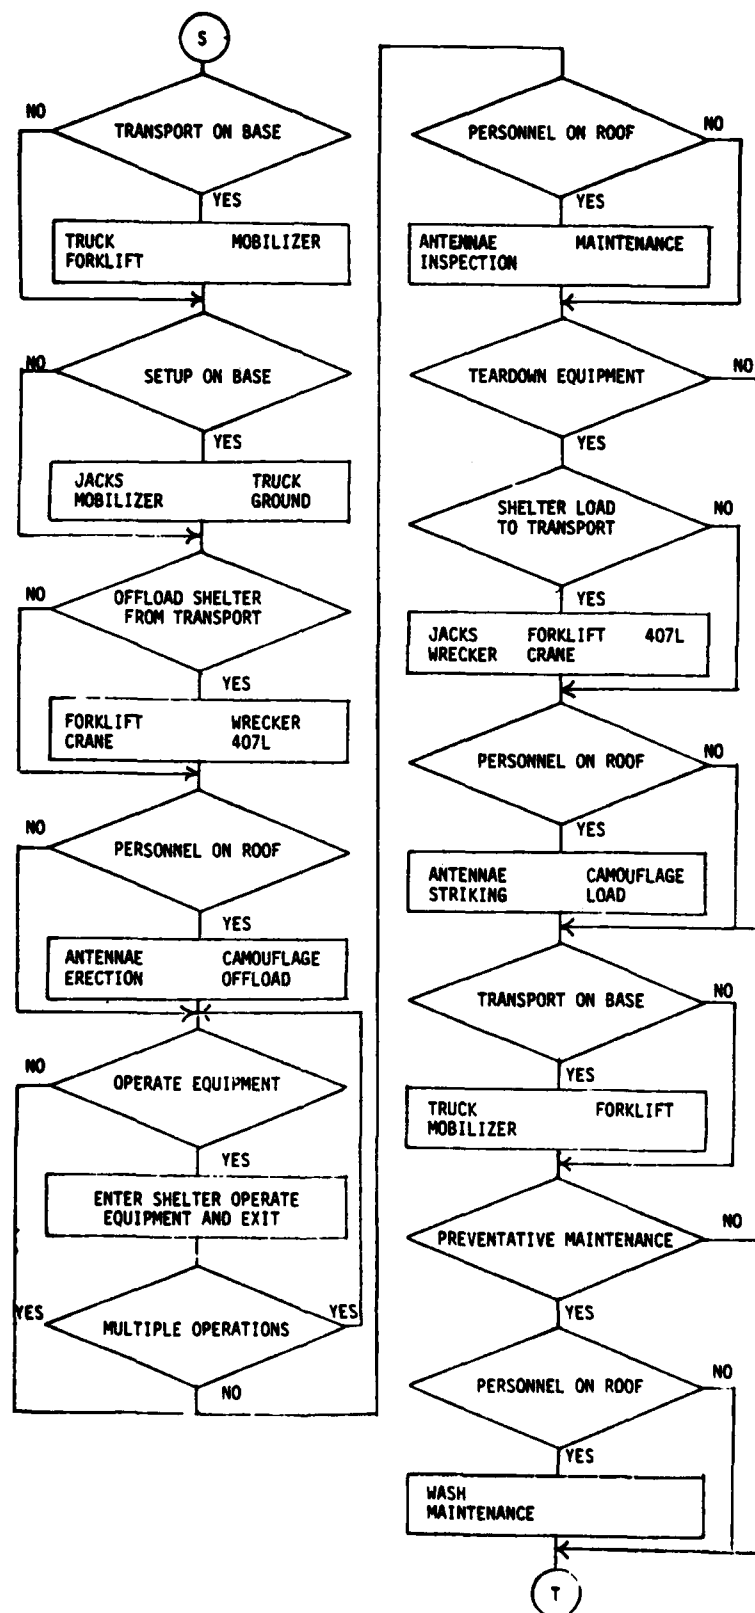 S
NO
TRANSPORT ON BASE
YES
TRUCK MOBILIZER
FORKLIFT
NO
SETUP ON BASE
YES
JACKS TRUCK
MOBILIZER GROUND
NO
OFFLOAD SHELTER
FROM TRANSPORT
YES
FORKLIFT WRECKER
CRANE 407L
NO
PERSONNEL ON ROOF
YES
ANTENNAE CAMOUFLAGE
ERECTION OFFLOAD
NO
OPERATE EQUIPMENT
YES
ENTER SHELTER OPERATE
EQUIPMENT AND EXIT
YES YES
MULTIPLE OPERATIONS
NO
PERSONNEL ON ROOF
NO
YES
ANTENNAE MAINTENANCE
INSPECTION
TEARDOWN EQUIPMENT
NO
YES
SHELTER LOAD
TO TRANSPORT
NO
YES
JACKS FORKLIFT 407L
WRECKER CRANE
PERSONNEL ON ROOF
NO
YES
ANTENNAE CAMOUFLAGE
STRIKING LOAD
TRANSPORT ON BASE
NO
YES
TRUCK FORKLIFT
MOBILIZER
PREVENTATIVE MAINTENANCE
NO
YES
PERSONNEL ON ROOF
NO
YES
WASH
MAINTENANCE
T